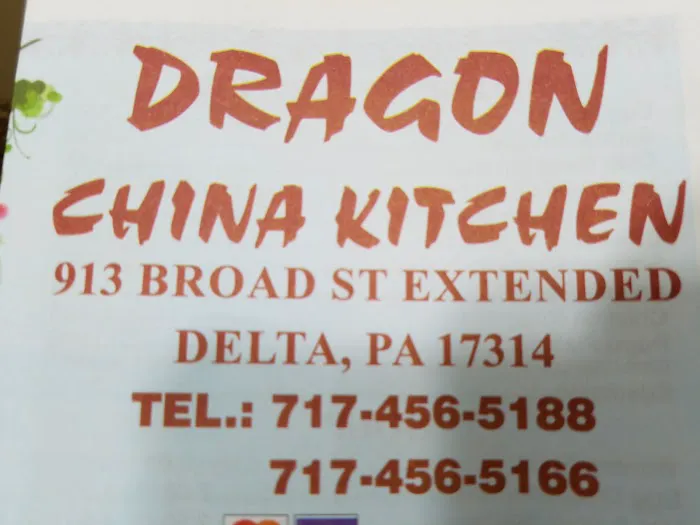 DRAGON
CHINA KITCHEN
913 BROAD ST EXTENDED
DELTA, PA 17314
TEL.: 717-456-5188
717-456-5166